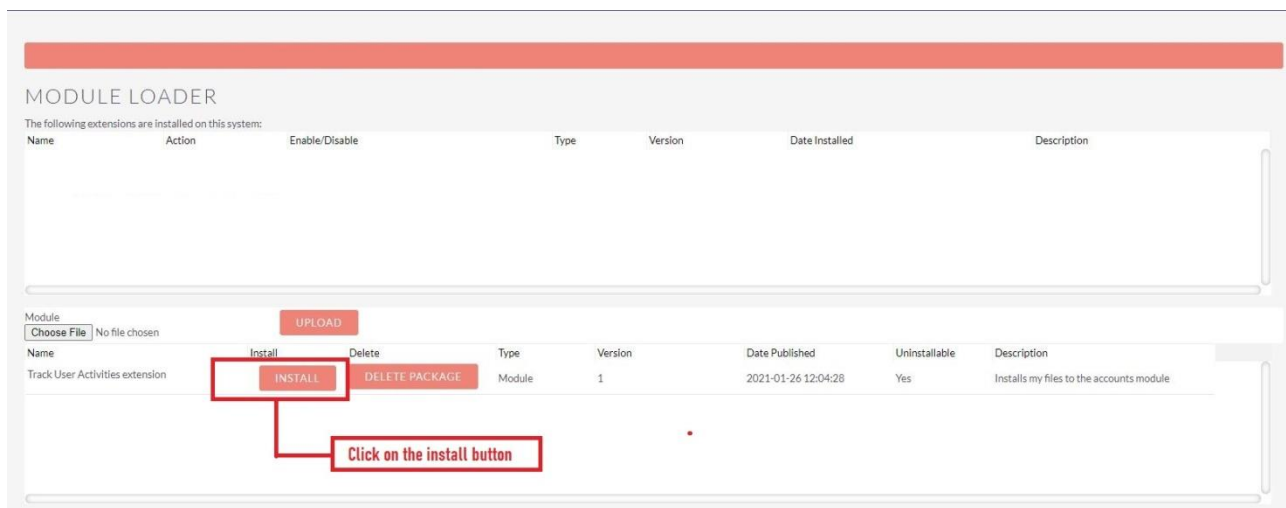 MODULE LOADER
The following extensions are installed on this system:
Name Action Enable/Disable Type Version Date Installed Description
Module
Choose File No file chosen UPLOAD
Name Install Delete Type Version Date Published Uninstallable Description
Track User Activities extension INSTALL DELETE PACKAGE Module 1 2021-01-26 12:04:28 Yes Installs my files to the accounts module
Click on the install button